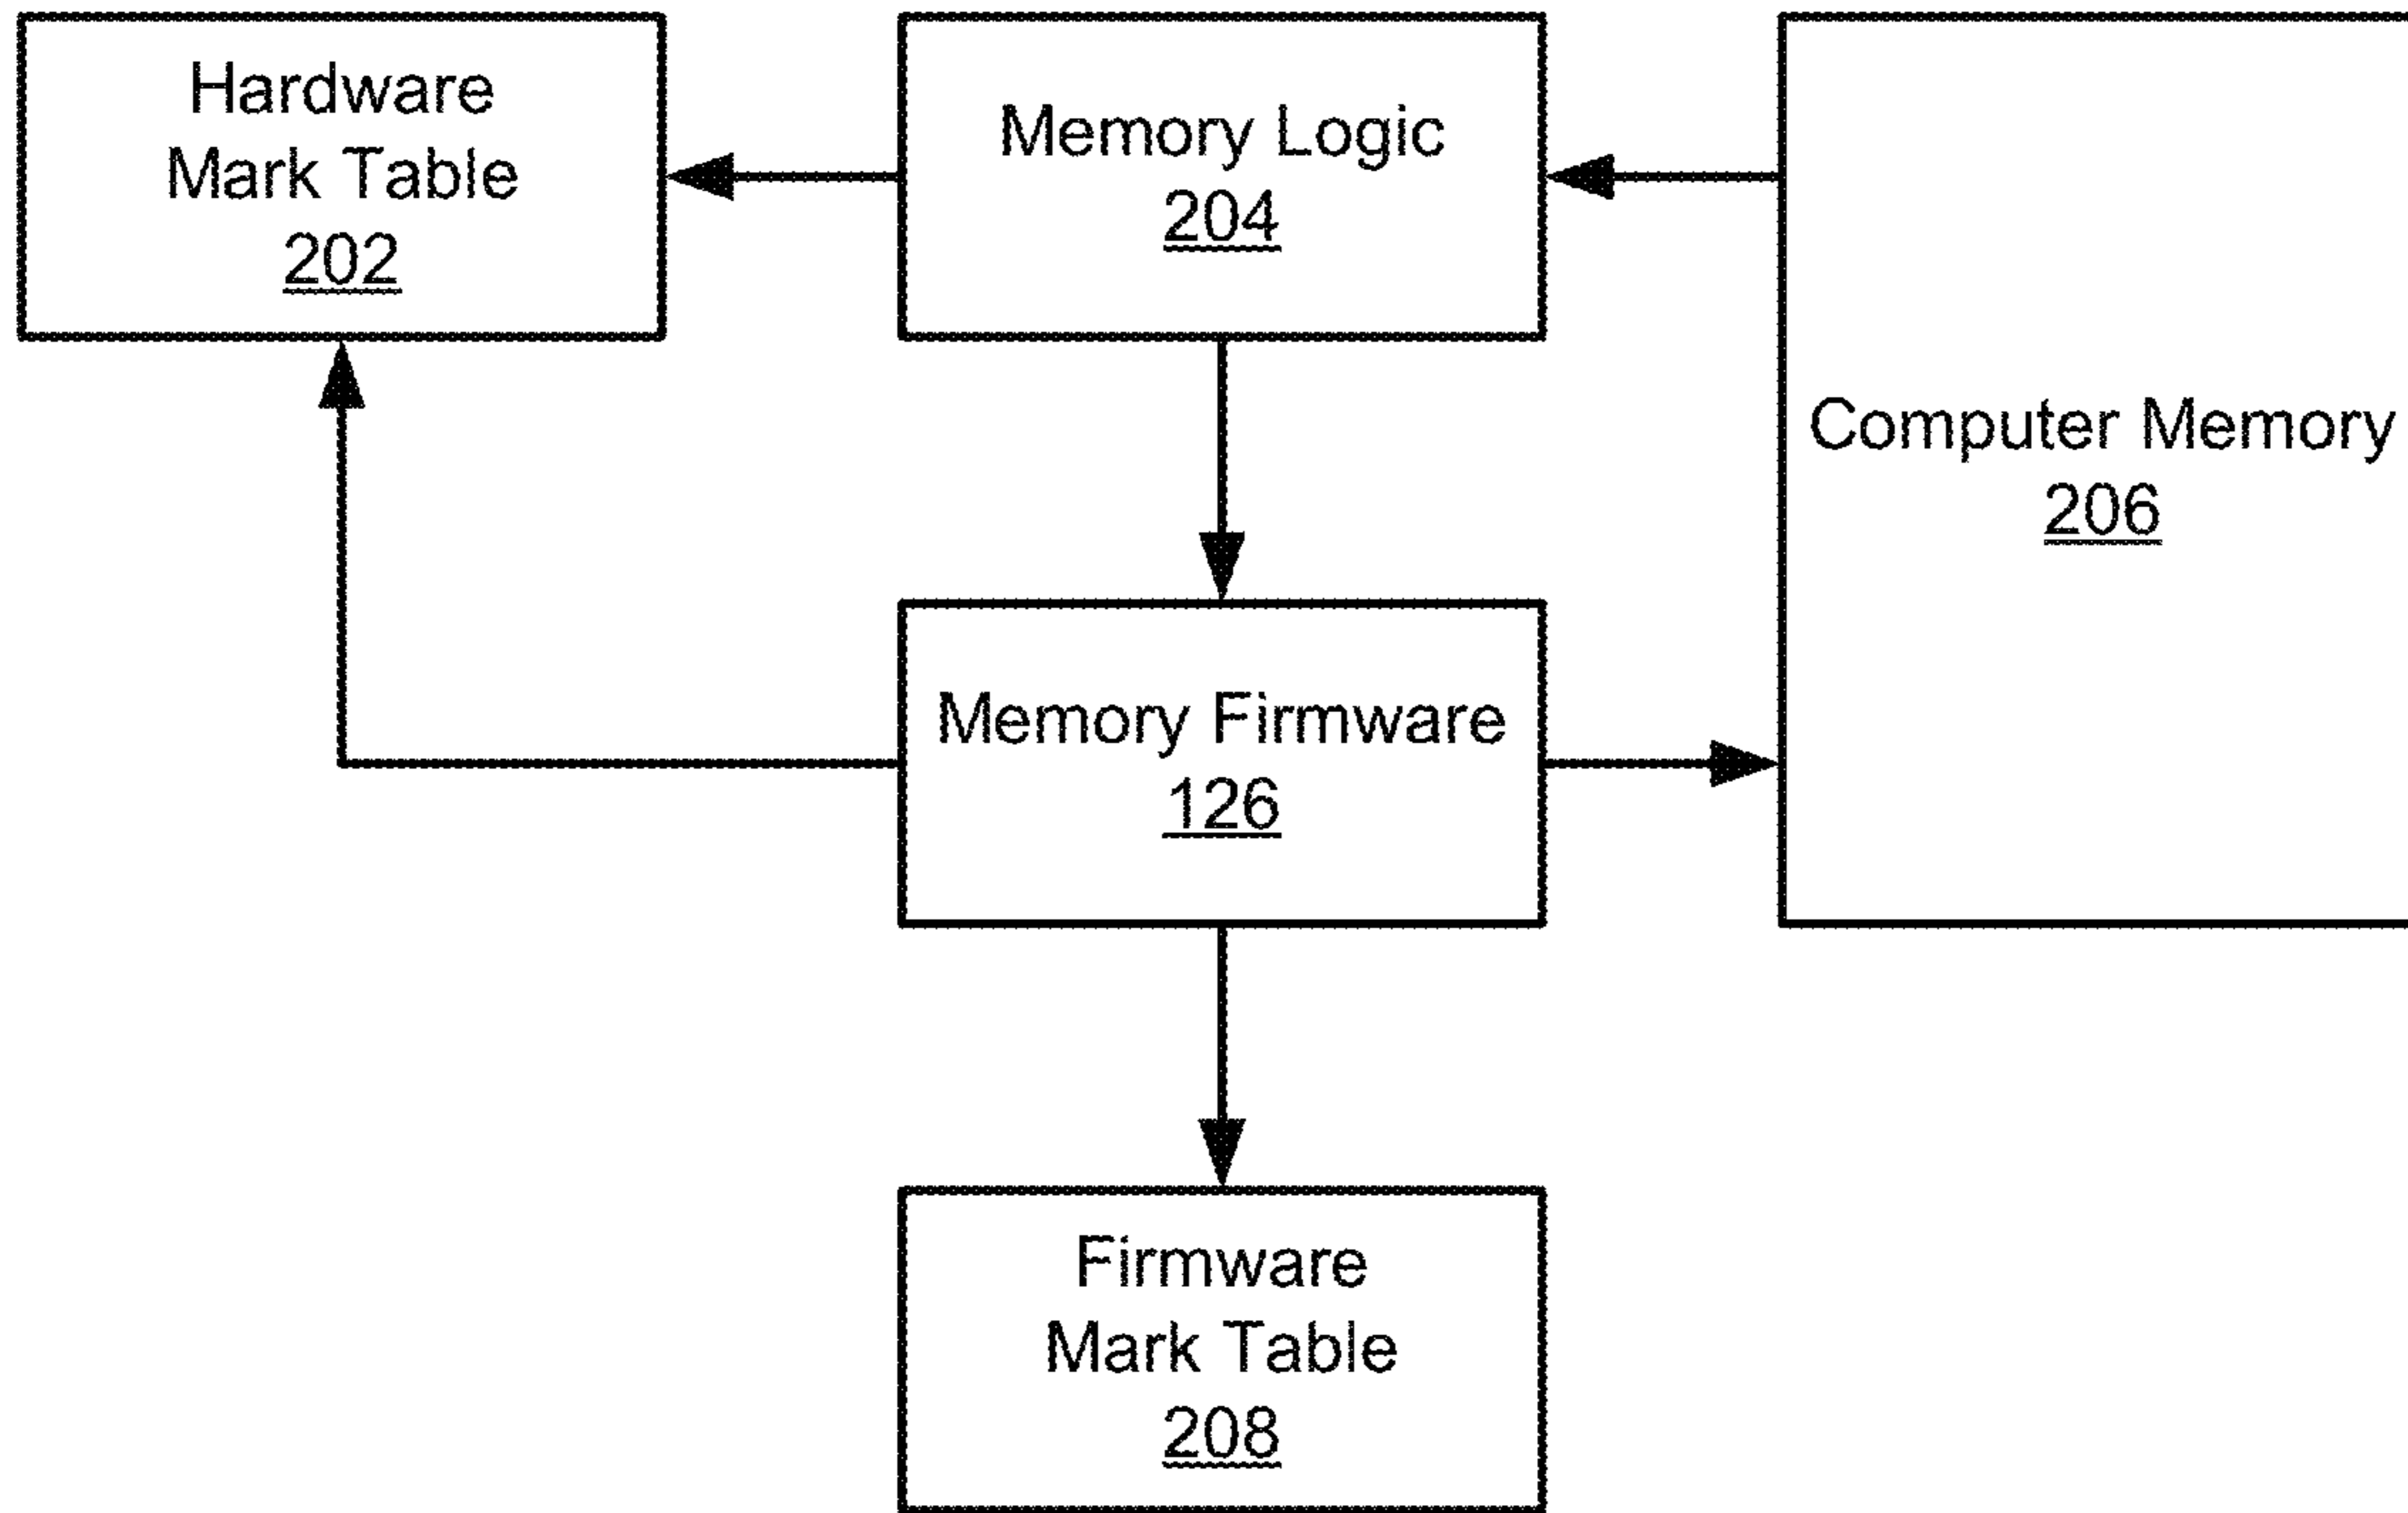 Hardware
Mark Table
202
Memory Logic
204
Computer Memory
206
Memory Firmware
126
Firmware
Mark Table
208